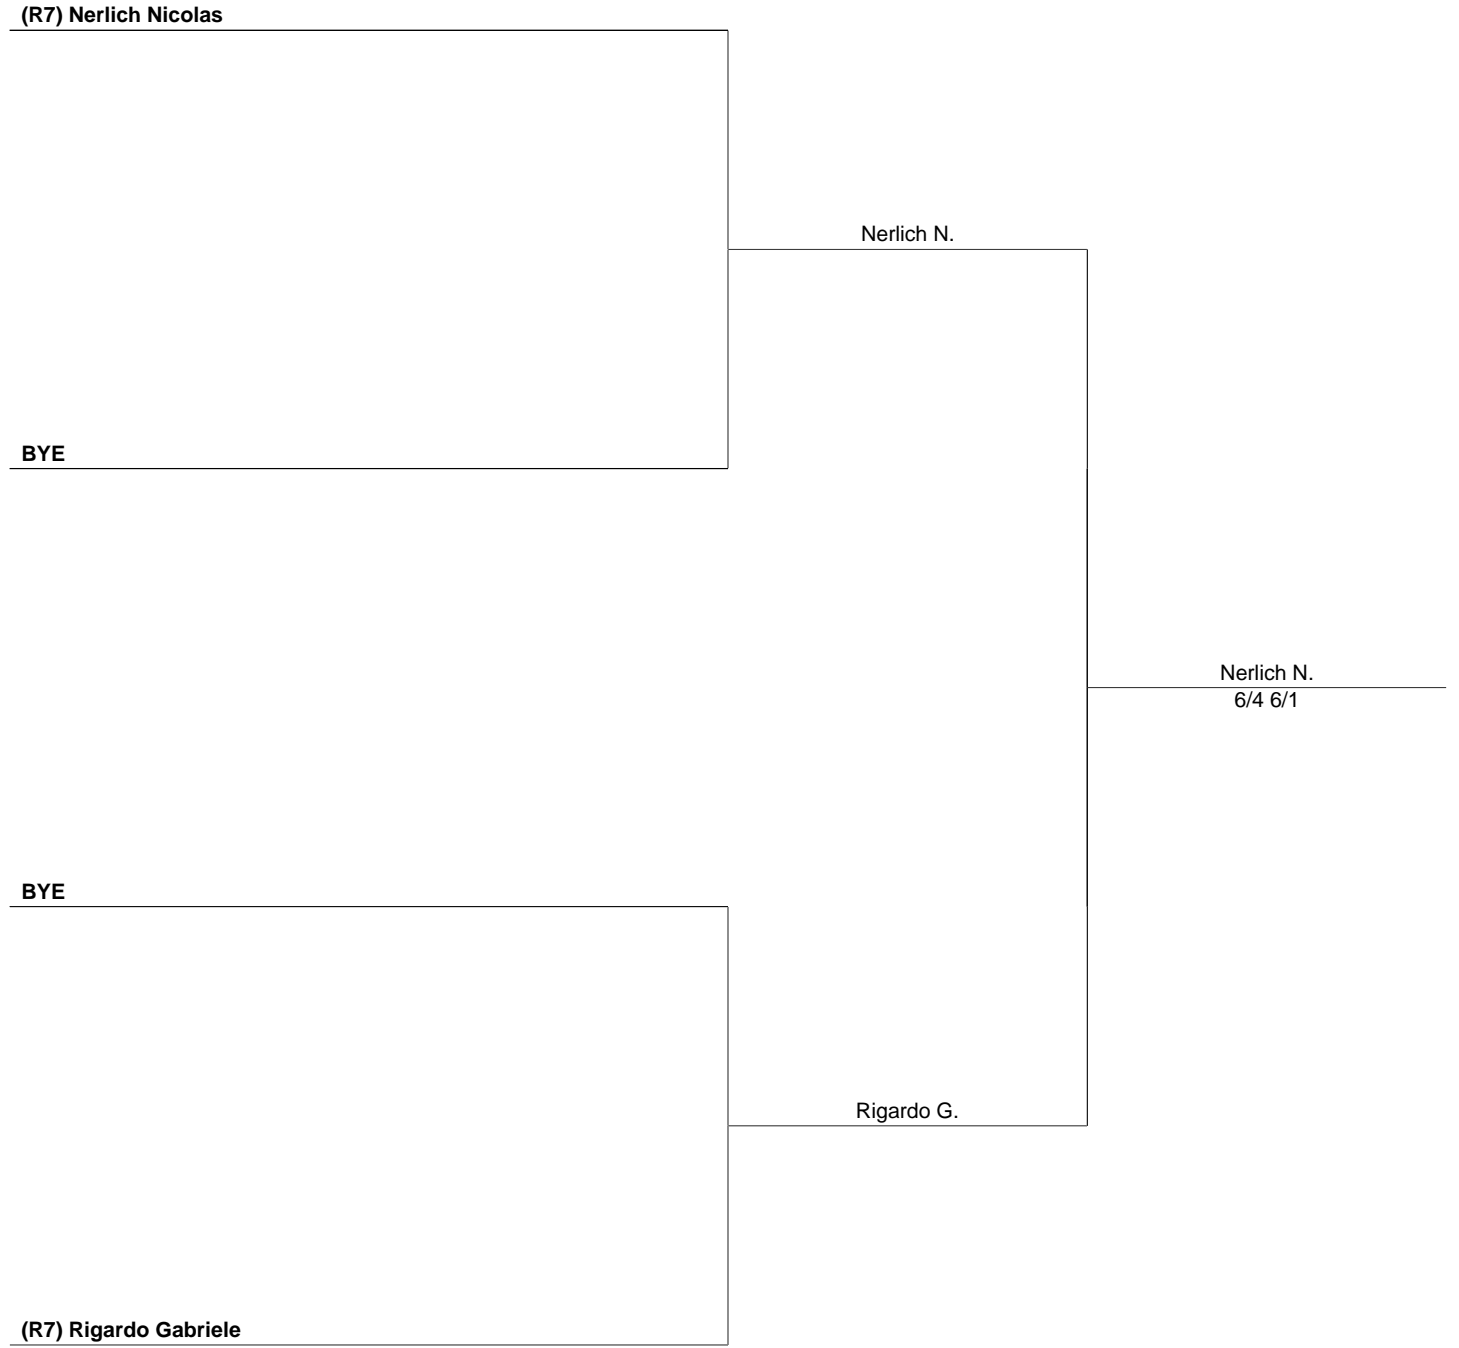 (R7) Nerlich Nicolas
Nerlich N.
BYE
Nerlich N.
6/4 6/1
BYE
Rigardo G.
(R7) Rigardo Gabriele